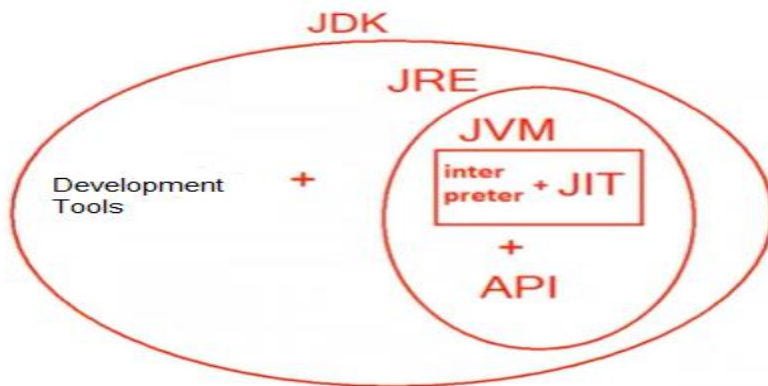 JDK
JRE
JVM
Development
Tools
+
inter
preter
+ JIT
+
API